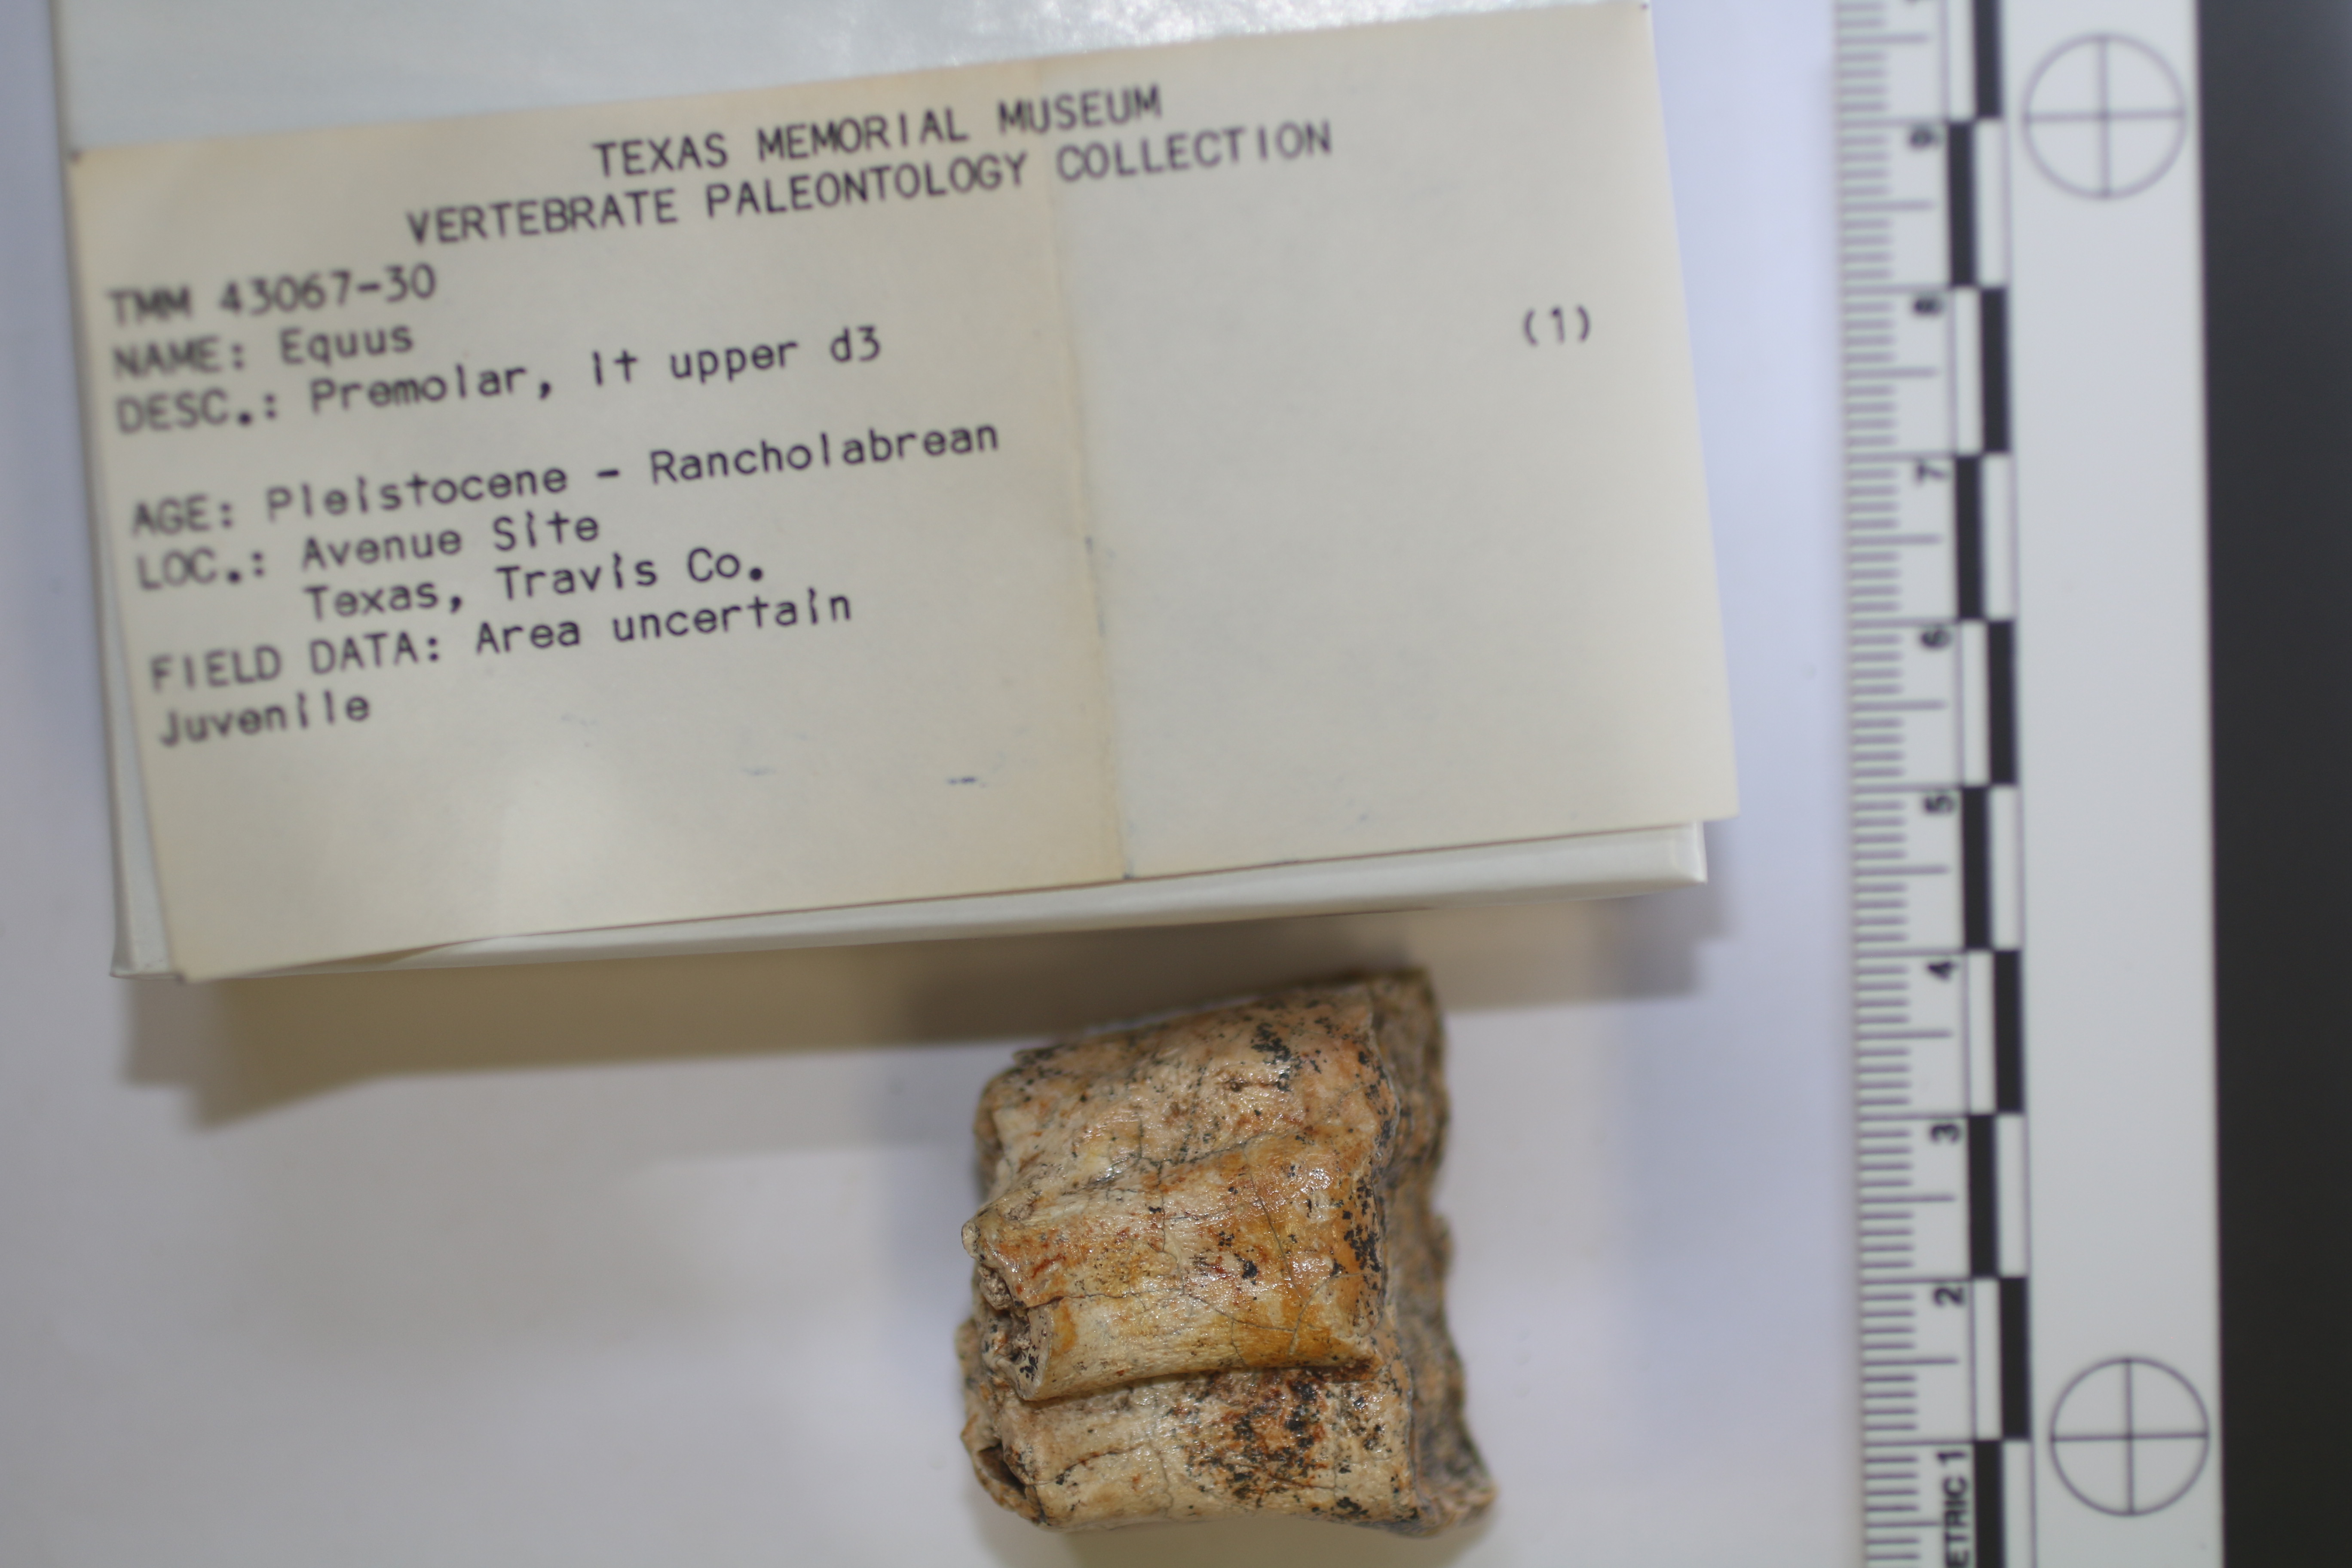 TEXAS MEMORIAL MUSEUM
VERTEBRATE PALEONTOLOGY COLLECTION
TMM 43067-30
NAME: Equus
DESC.: Premolar, lt upper d3
(1)
AGE: Pleistocene - Rancholabrean
LOC.: Avenue Site
Texas, Travis Co.
FIELD DATA: Area uncertain
Juvenile
9
8
7
6
5
4
3
2
ETRIC 1